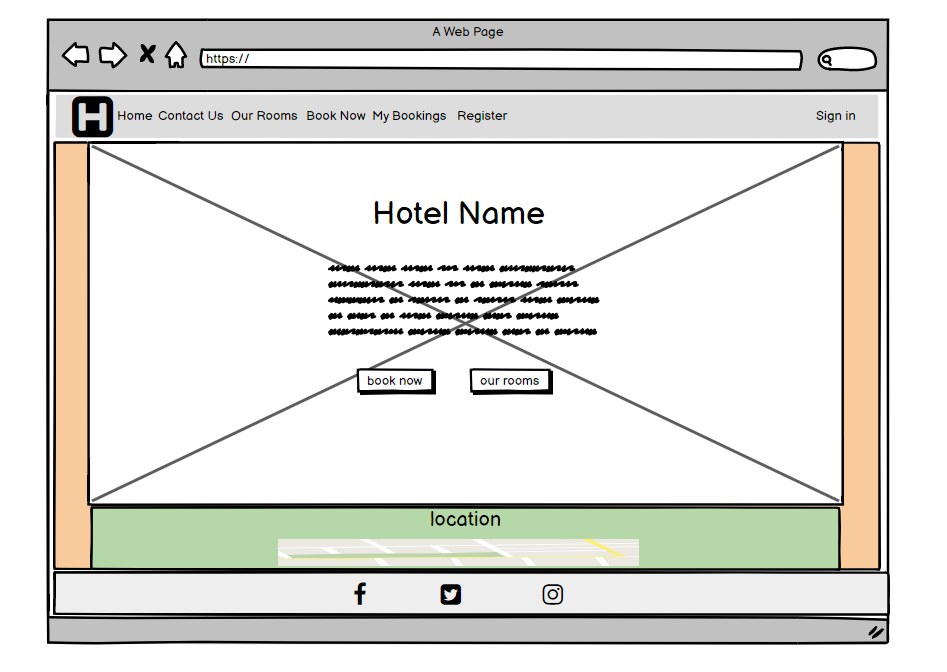 A Web Page
https://
H Home Contact Us Our Rooms Book Now My Bookings Register Sign in
Hotel Name
book now our rooms
location